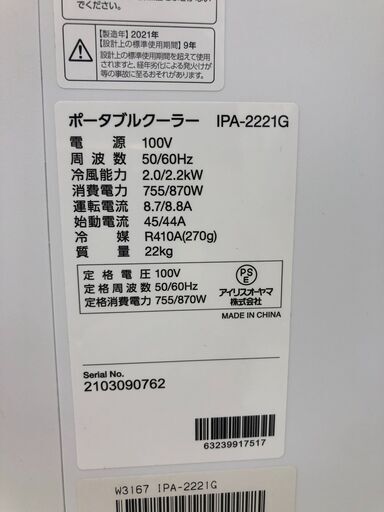 でください。
【製造年】2021年
【設計上の標準使用期間】9年
設計上の標準使用期間を超えて使用
されますと、経年劣化による発火けが
等の事故に至るおそれがあります。
ポータブルクーラー IPA-2221G
電源 100V
周波数 50/60Hz
冷風能力 2.0/2.2kW
消費電力 755/870W
運転電流 8.7/8.8A
始動電流 45/44A
冷媒 R410A(270g)
質量 22kg
定格電圧 100V
定格周波数 50/60Hz
定格消費電力 755/870W
PSE
アイリスオーヤマ
株式会社
MADE IN CHINA
Serial No.
2103090762
63239917517
W3167 IPA-2221G